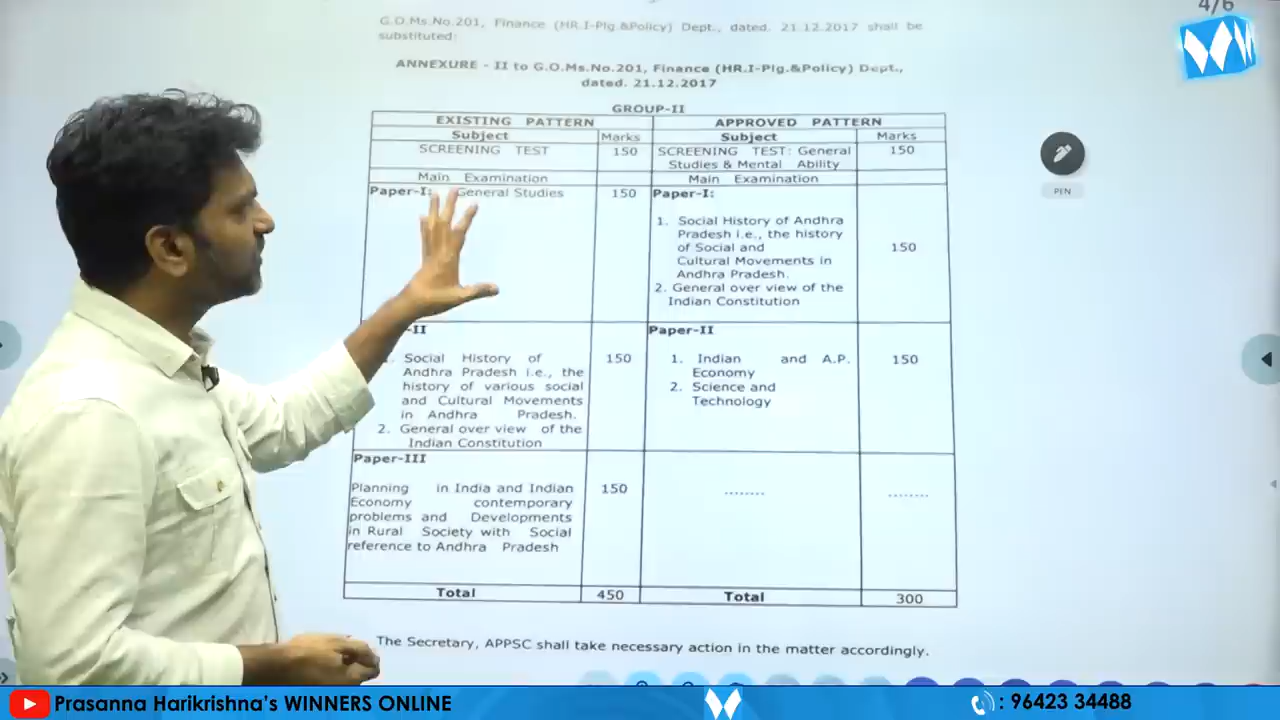 4/6
G.O.Ms.No.201, Finance (HR.I-Plg.&Policy) Dept., dated. 21.12.2017 shall be
substituted:
ANNEXURE - II to G.O.Ms.No.201, Finance (HR.I-Plg.&Policy) Dept.,
dated. 21.12.2017
GROUP-II
EXISTING PATTERN APPROVED PATTERN
Subject Marks Subject Marks
SCREENING TEST 150 SCREENING TEST: General 150
Studies & Mental Ability
Main Examination Main Examination
Paper-I: General Studies 150 Paper-I:
1. Social History of Andhra
Pradesh i.e., the history
of Social and 150
Cultural Movements in
Andhra Pradesh.
2. General over view of the
Indian Constitution
-II Paper-II
Social History of 150 1. Indian and A.P. 150
Andhra Pradesh i.e., the Economy
history of various social 2. Science and
and Cultural Movements Technology
in Andhra Pradesh.
2. General over view of the
Indian Constitution
Paper-III
Planning in India and Indian 150 ........ ........
Economy contemporary
problems and Developments
in Rural Society with Social
reference to Andhra Pradesh
Total 450 Total 300
The Secretary, APPSC shall take necessary action in the matter accordingly.
PEN
Prasanna Harikrishna's WINNERS ONLINE
: 96423 34488